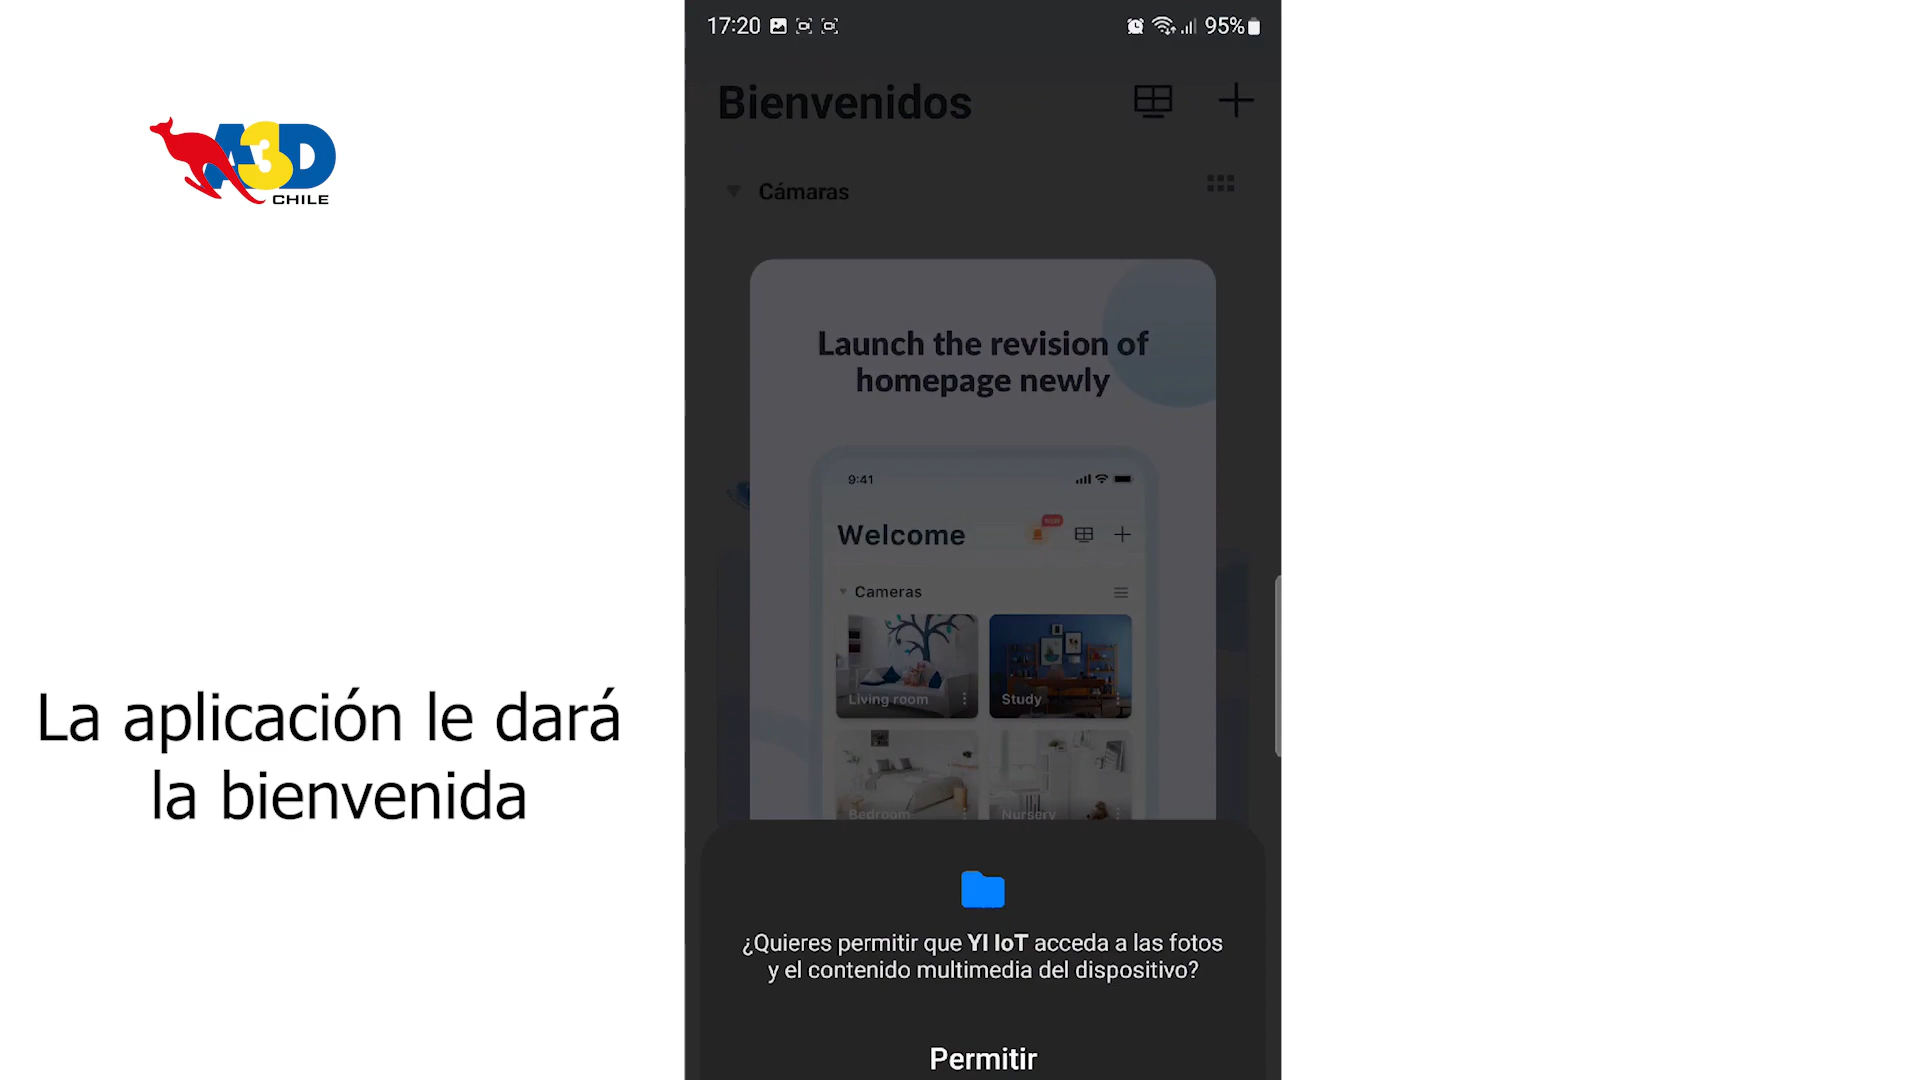 17:20
95%
A3D
CHILE
Bienvenidos
Cámaras
Launch the revision of
homepage newly
9:41
Welcome
NEW
Cameras
Living room
Study
Bedroom
Nursery
La aplicación le dará
la bienvenida
¿Quieres permitir que YI IoT acceda a las fotos
y el contenido multimedia del dispositivo?
Permitir